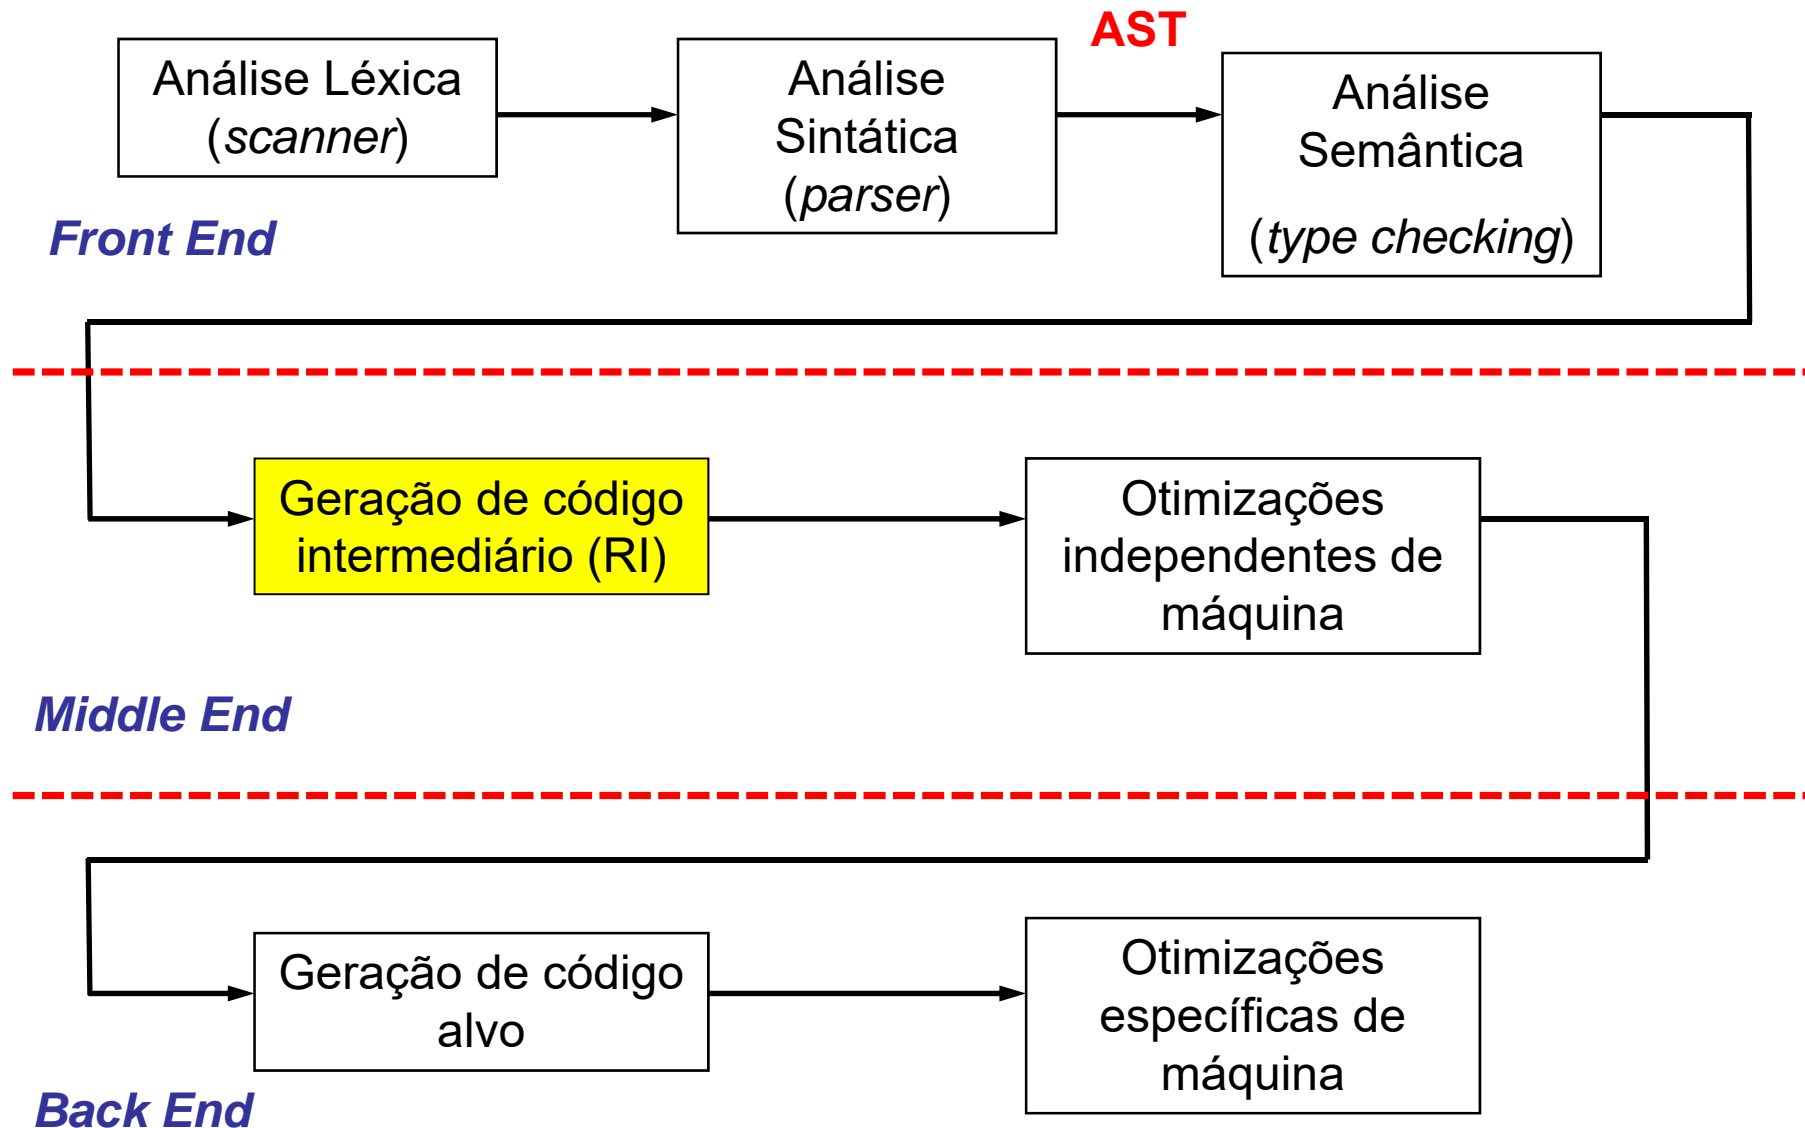 AST
Análise Léxica
(scanner)
Análise
Sintática
(parser)
Análise
Semântica
(type checking)
Front End
Geração de código
intermediário (RI)
Otimizações
independentes de
máquina
Middle End
Geração de código
alvo
Otimizações
específicas de
máquina
Back End